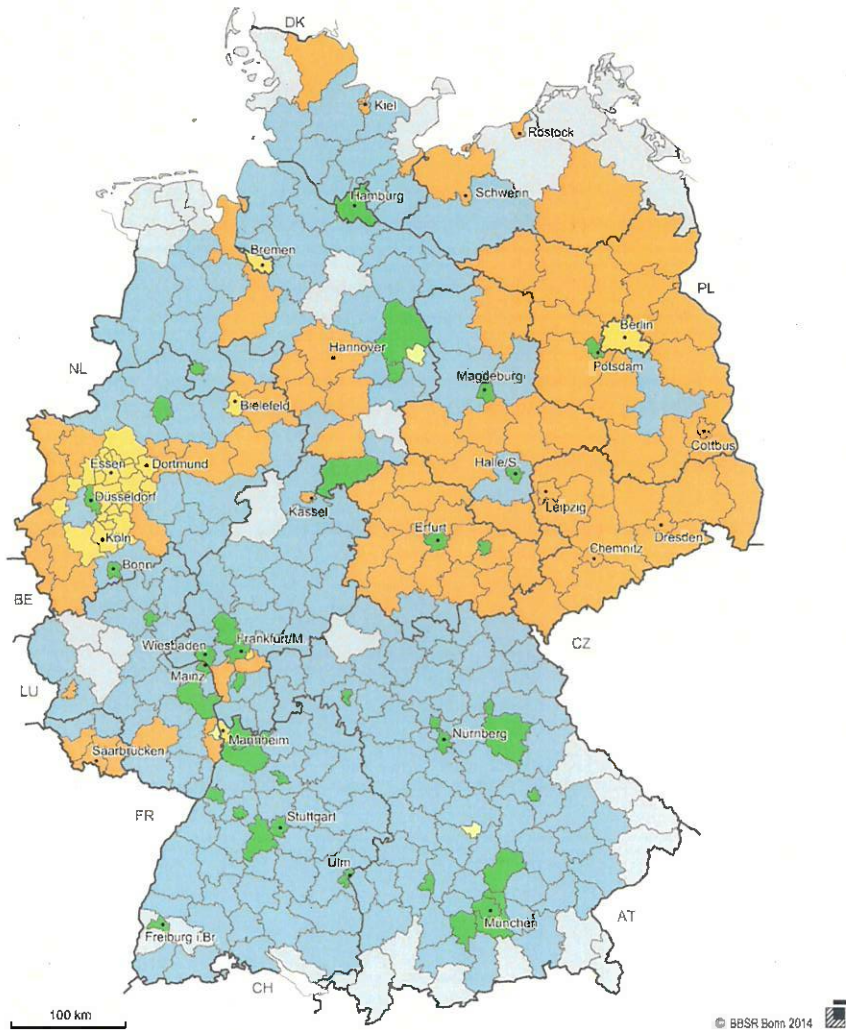 DK
Kiel
Rostock
Schwerin
Hamburg
Bremen
PL
Berlin
Hannover
NL
Potsdam
Magdeburg
Bielefeld
Cottbus
Essen
Dortmund
Halle/S
Düsseldorf
Leipzig
Kassel
Köln
Erfurt
Dresden
Chemnitz
Bonn
BE
CZ
Wiesbaden
Frankfurt/M
Mainz
LU
Nürnberg
Mannheim
Saarbrücken
FR
Stuttgart
Ulm
AT
München
Freiburg i.Br
CH
100 km
© BBSR Bonn 2014